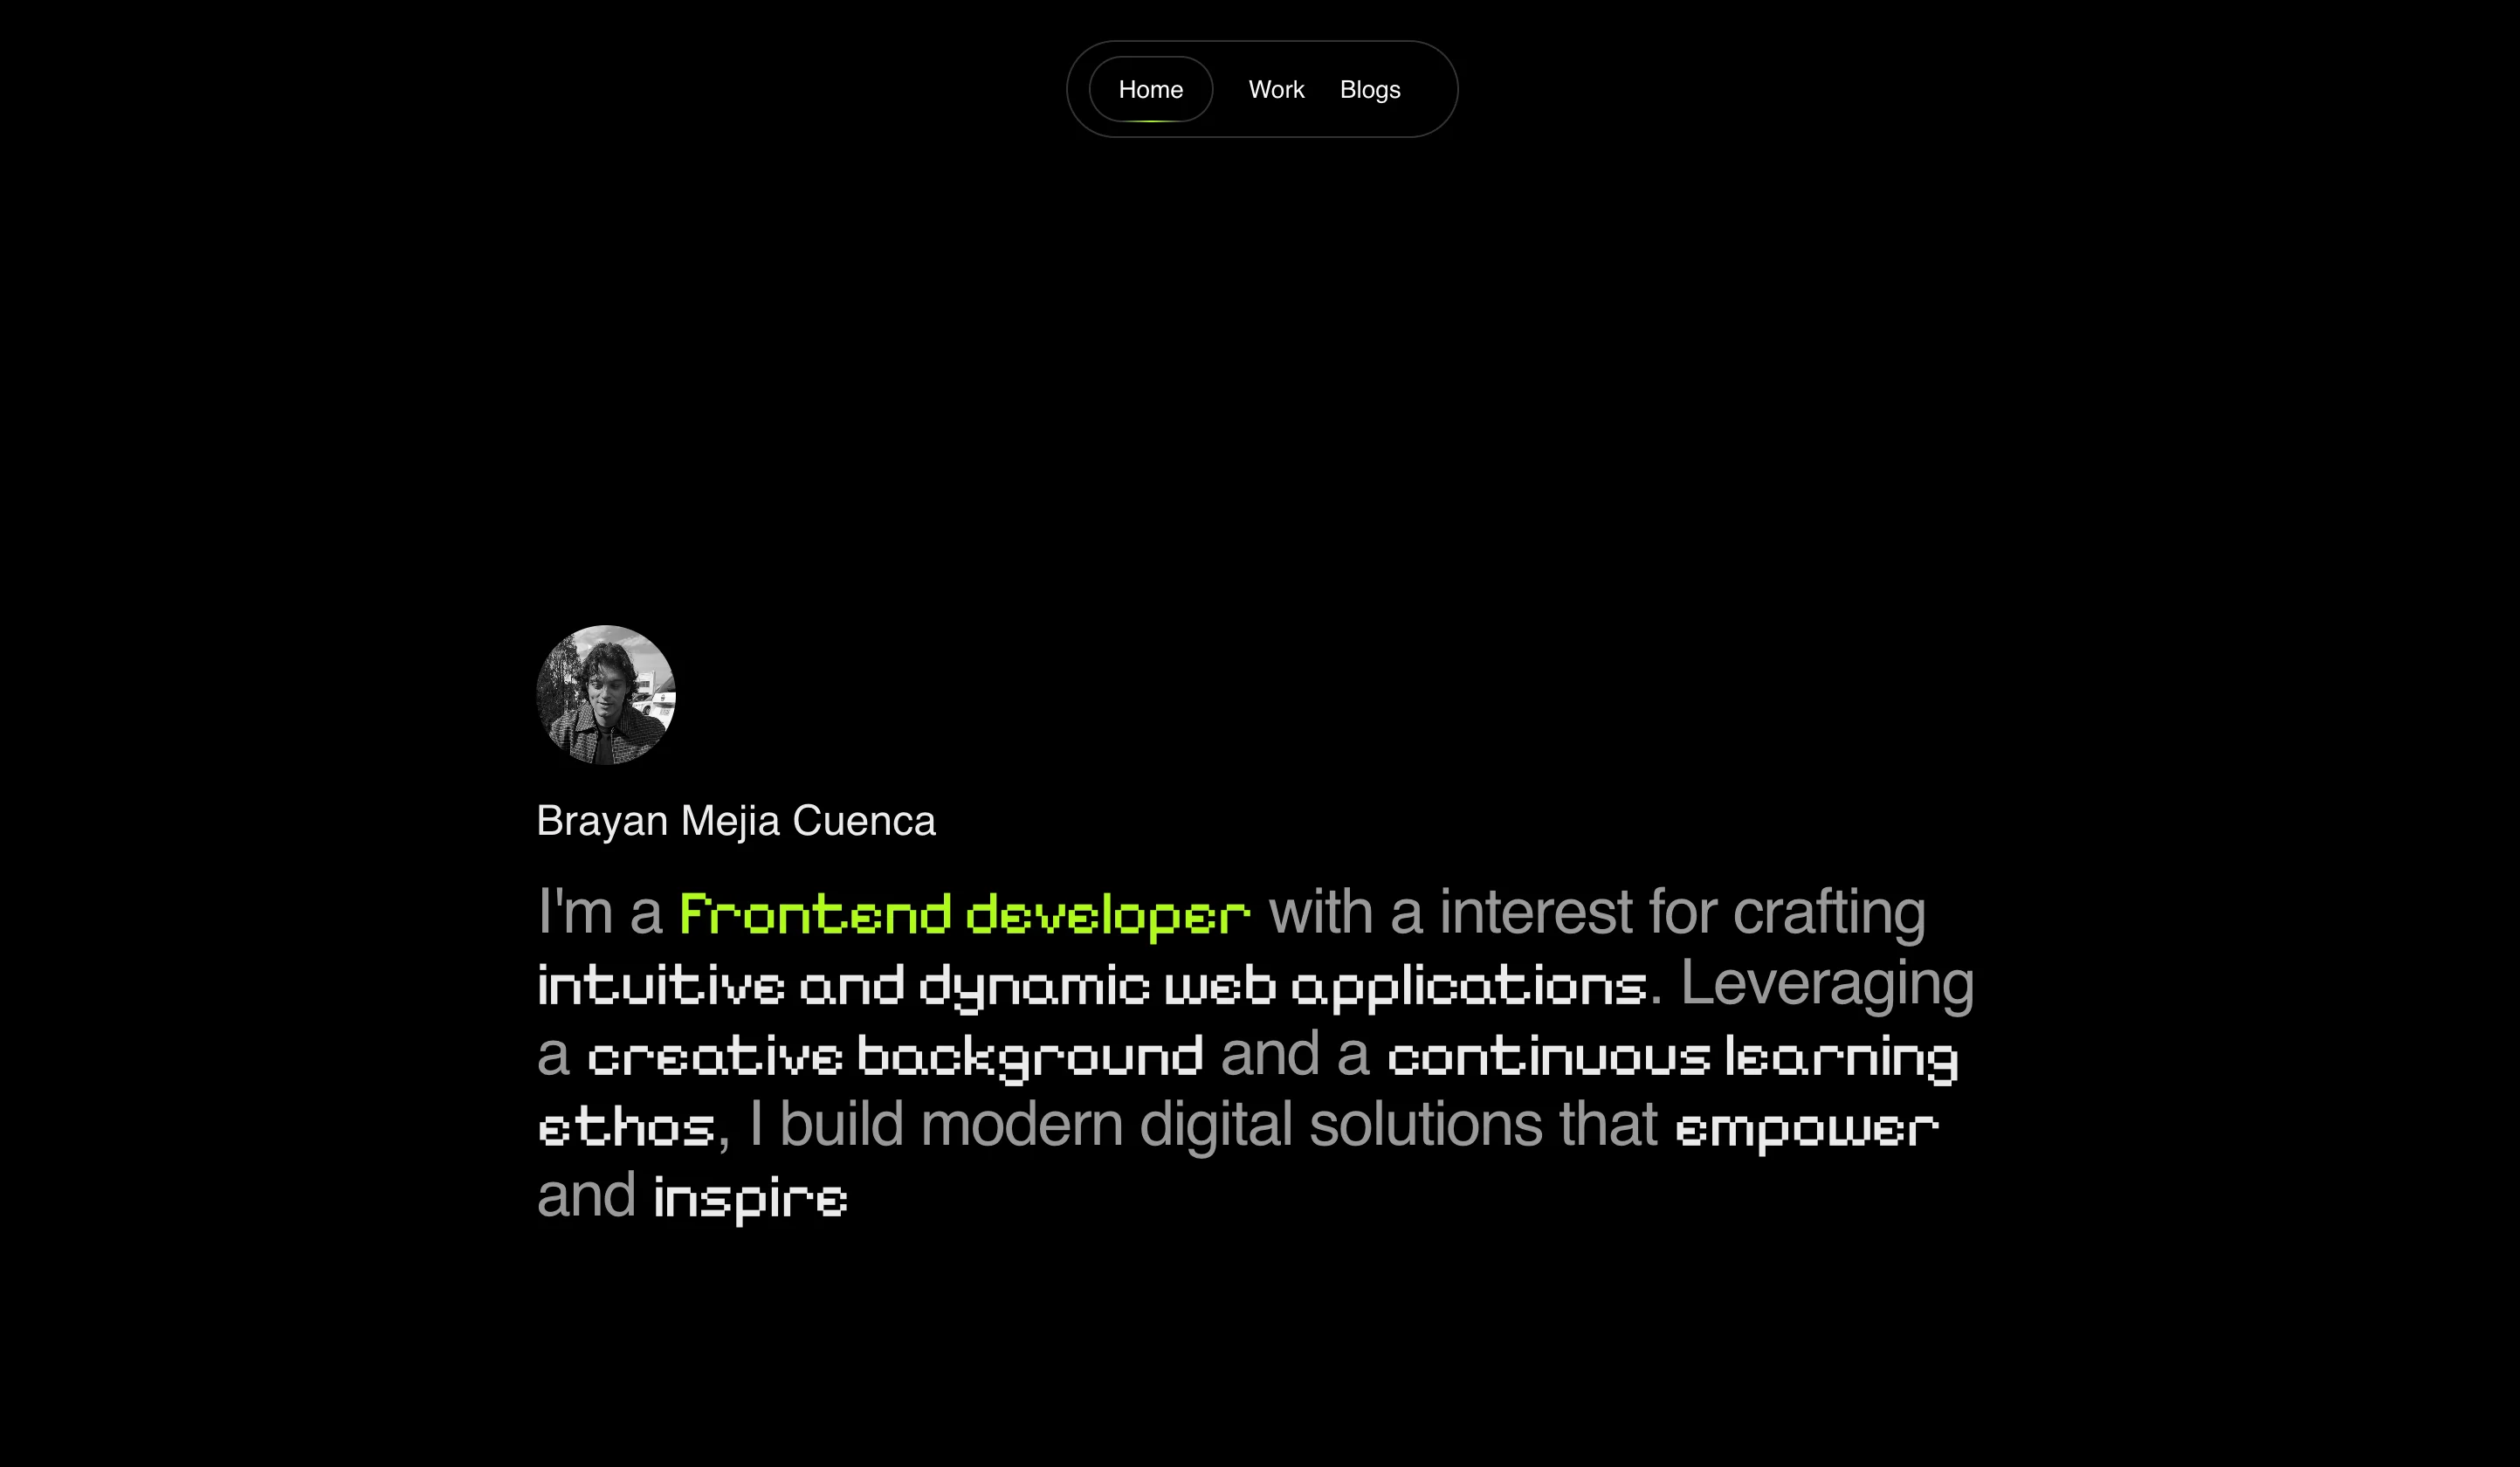 Home Work Blogs
Brayan Mejia Cuenca
I'm a Frontend developer with a interest for crafting
intuitive and dynamic web applications. Leveraging
a creative background and a continuous learning
ethos, I build modern digital solutions that empower
and inspire